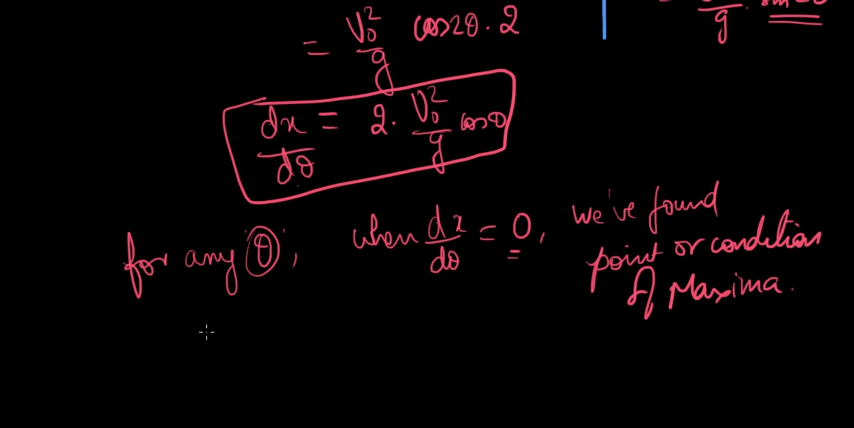 = V₀²/g cos2θ · 2
g
dx/dθ = 2 · V₀²/g cosθ
for any θ, when dx/dθ = 0, we've found
point or condition
of Maxima.